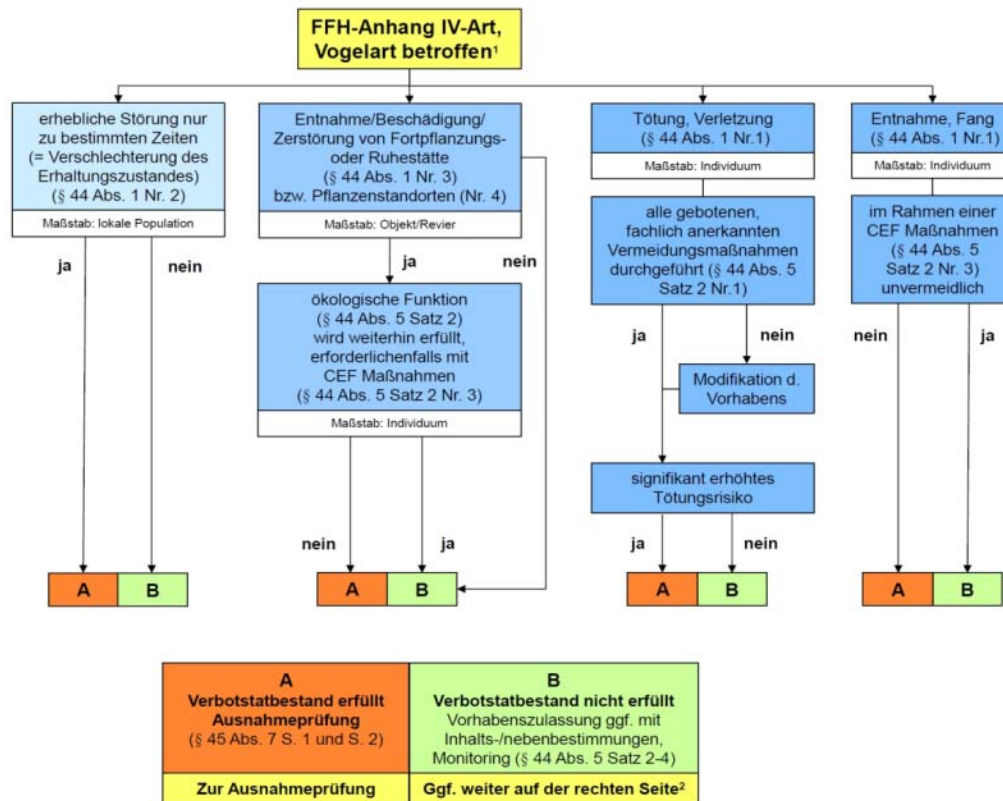 FFH-Anhang IV-Art,
Vogelart betroffen¹
erhebliche Störung nur
zu bestimmten Zeiten
(= Verschlechterung des
Erhaltungszustandes)
(§ 44 Abs. 1 Nr. 2)
Maßstab: lokale Population
ja
nein
Entnahme/Beschädigung/
Zerstörung von Fortpflanzungs-
oder Ruhestätte
(§ 44 Abs. 1 Nr. 3)
bzw. Pflanzenstandorten (Nr. 4)
Maßstab: Objekt/Revier
ja
nein
ökologische Funktion
(§ 44 Abs. 5 Satz 2)
wird weiterhin erfüllt,
erforderlichenfalls mit
CEF Maßnahmen
(§ 44 Abs. 5 Satz 2 Nr. 3)
Maßstab: Individuum
nein
ja
Tötung, Verletzung
(§ 44 Abs. 1 Nr.1)
Maßstab: Individuum
alle gebotenen,
fachlich anerkannten
Vermeidungsmaßnahmen
durchgeführt (§ 44 Abs. 5
Satz 2 Nr.1)
ja
nein
Modifikation d.
Vorhabens
signifikant erhöhtes
Tötungsrisiko
ja
nein
Entnahme, Fang
(§ 44 Abs. 1 Nr.1)
Maßstab: Individuum
im Rahmen einer
CEF Maßnahmen
(§ 44 Abs. 5
Satz 2 Nr. 3)
unvermeidlich
nein
ja
A B
A B
A B
A B
A
Verbotstatbestand erfüllt
Ausnahmeprüfung
(§ 45 Abs. 7 S. 1 und S. 2)
Zur Ausnahmeprüfung
B
Verbotstatbestand nicht erfüllt
Vorhabenszulassung ggf. mit
Inhalts-/nebenbestimmungen,
Monitoring (§ 44 Abs. 5 Satz 2-4)
Ggf. weiter auf der rechten Seite²